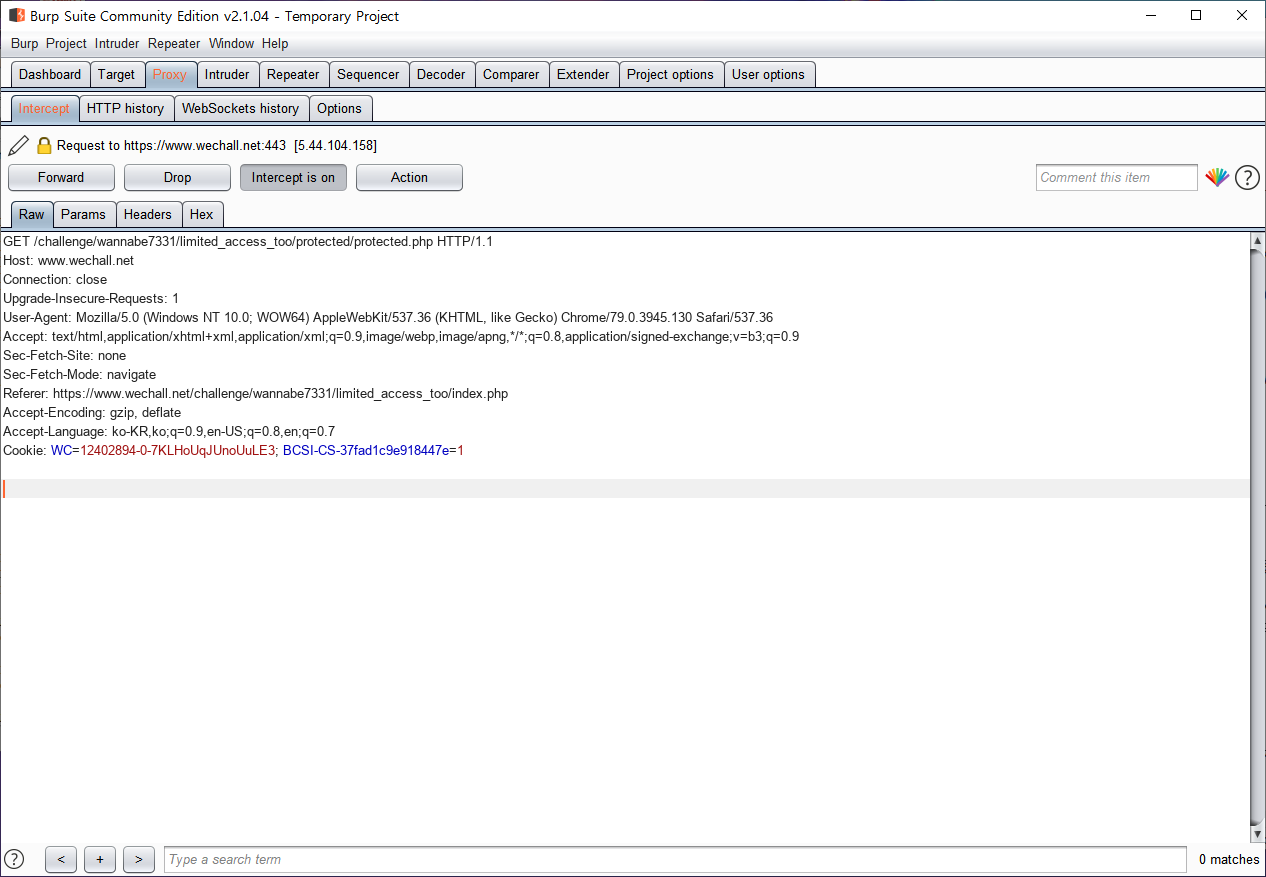 Burp Suite Community Edition v2.1.04 - Temporary Project
Burp Project Intruder Repeater Window Help
Dashboard Target Proxy Intruder Repeater Sequencer Decoder Comparer Extender Project options User options
Intercept HTTP history WebSockets history Options
Request to https://www.wechall.net:443 [5.44.104.158]
Forward Drop Intercept is on Action Comment this item ?
Raw Params Headers Hex
GET /challenge/wannabe7331/limited_access_too/protected/protected.php HTTP/1.1
Host: www.wechall.net
Connection: close
Upgrade-Insecure-Requests: 1
User-Agent: Mozilla/5.0 (Windows NT 10.0; WOW64) AppleWebKit/537.36 (KHTML, like Gecko) Chrome/79.0.3945.130 Safari/537.36
Accept: text/html,application/xhtml+xml,application/xml;q=0.9,image/webp,image/apng,*/*;q=0.8,application/signed-exchange;v=b3;q=0.9
Sec-Fetch-Site: none
Sec-Fetch-Mode: navigate
Referer: https://www.wechall.net/challenge/wannabe7331/limited_access_too/index.php
Accept-Encoding: gzip, deflate
Accept-Language: ko-KR,ko;q=0.9,en-US;q=0.8,en;q=0.7
Cookie: WC=12402894-0-7KLHoUqJUnoUuLE3; BCSI-CS-37fad1c9e918447e=1
? < + > Type a search term 0 matches